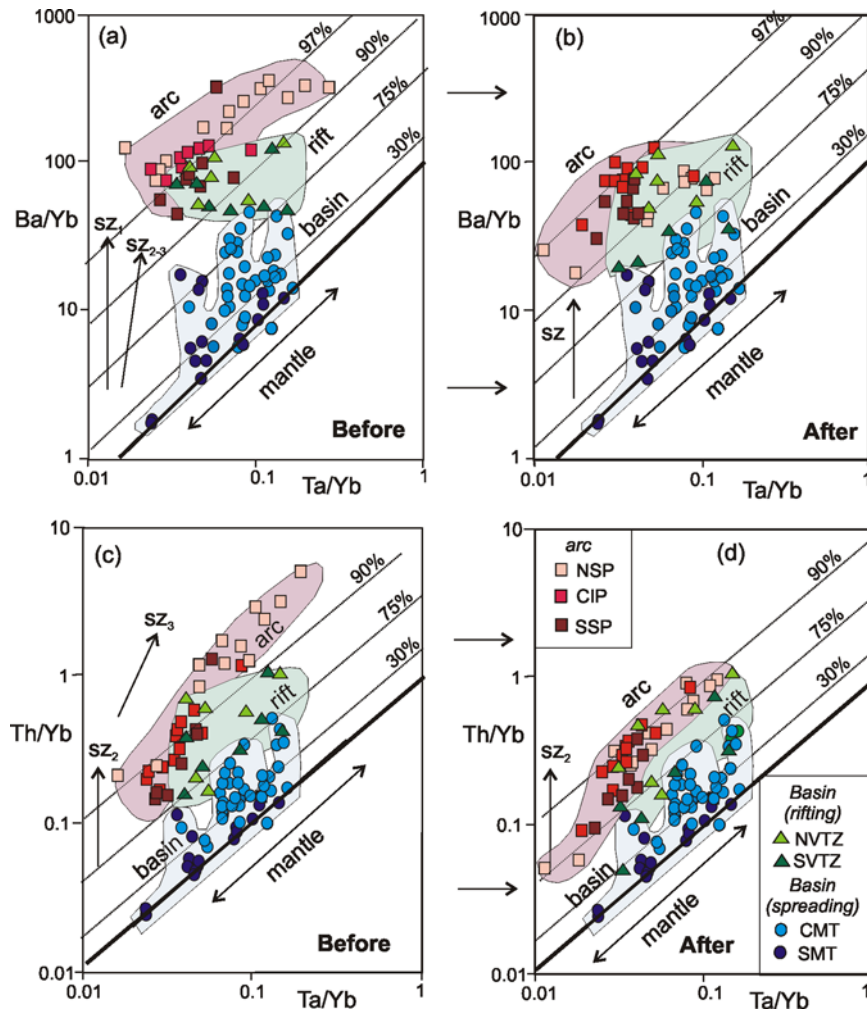 1000
(a)
97%
90%
75%
30%
arc
rift
basin
100
Ba/Yb
SZ1
SZ2-3
10
mantle
Before
1
0.01
0.1
1
Ta/Yb
1000
(b)
97%
90%
75%
30%
arc
rift
basin
100
Ba/Yb
10
SZ
mantle
After
1
0.01
0.1
1
Ta/Yb
10
(c)
90%
75%
30%
arc
SZ3
1
rift
Th/Yb
SZ2
0.1
basin
mantle
Before
0.01
0.01
0.1
1
Ta/Yb
10
(d)
arc
NSP
CIP
SSP
90%
75%
30%
1
arc
rift
Th/Yb
SZ2
0.1
basin
mantle
After
0.01
0.01
0.1
1
Ta/Yb
Basin
(rifting)
NVTZ
SVTZ
Basin
(spreading)
CMT
SMT